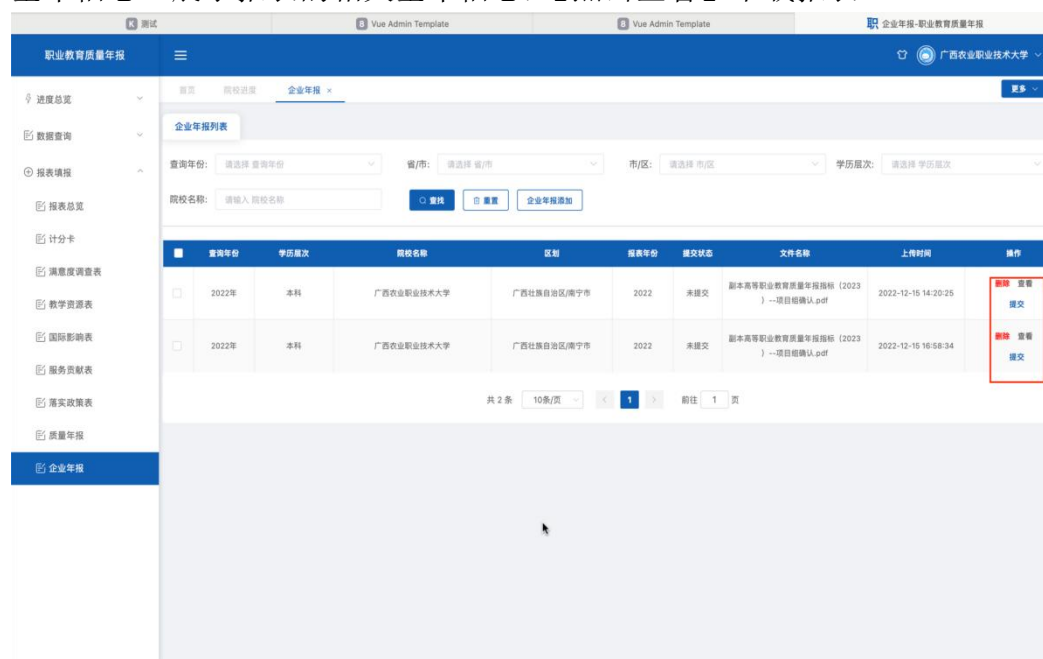 测试 Vue Admin Template Vue Admin Template 企业年报-职业教育质量年报
职业教育质量年报 广西农业职业技术大学
首页 院校进度 企业年报 × 更多
进度总览
数据查询
报表填报
报表总览
计分卡
满意度调查表
教学资源表
国际影响表
服务贡献表
落实政策表
质量年报
企业年报
企业年报列表
查询年份: 请选择 查询年份 省/市: 请选择 省/市 市/区: 请选择 市/区 学历层次: 请选择 学历层次
院校名称: 请输入 院校名称 查找 重置 企业年报添加
查询年份 学历层次 院校名称 区划 报表年份 提交状态 文件名称 上传时间 操作
2022年 本科 广西农业职业技术大学 广西壮族自治区/南宁市 2022 未提交 副本高等职业教育质量年报指标(2023 2022-12-15 14:20:25 删除 查看
)--项目组确认.pdf 提交
2022年 本科 广西农业职业技术大学 广西壮族自治区/南宁市 2022 未提交 副本高等职业教育质量年报指标(2023 2022-12-15 16:58:34 删除 查看
)--项目组确认.pdf 提交
共 2 条 10条/页 < 1 > 前往 1 页